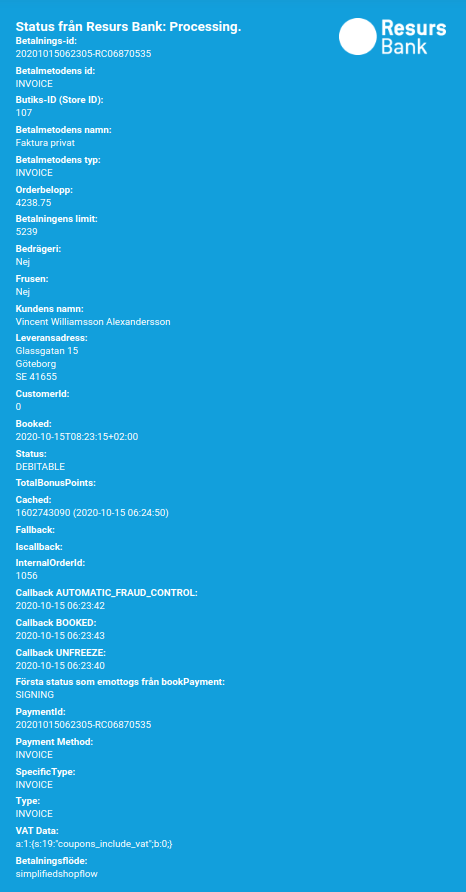 Status från Resurs Bank: Processing.
Resurs
Bank
Betalnings-id:
20201015062305-RC06870535
Betalmetodens id:
INVOICE
Butiks-ID (Store ID):
107
Betalmetodens namn:
Faktura privat
Betalmetodens typ:
INVOICE
Orderbelopp:
4238.75
Betalningens limit:
5239
Bedrägeri:
Nej
Frusen:
Nej
Kundens namn:
Vincent Williamsson Alexandersson
Leveransadress:
Glassgatan 15
Göteborg
SE 41655
CustomerId:
0
Booked:
2020-10-15T08:23:15+02:00
Status:
DEBITABLE
TotalBonusPoints:
Cached:
1602743090 (2020-10-15 06:24:50)
Fallback:
Iscallback:
InternalOrderId:
1056
Callback AUTOMATIC_FRAUD_CONTROL:
2020-10-15 06:23:42
Callback BOOKED:
2020-10-15 06:23:43
Callback UNFREEZE:
2020-10-15 06:23:40
Första status som emottogs från bookPayment:
SIGNING
PaymentId:
20201015062305-RC06870535
Payment Method:
INVOICE
SpecificType:
INVOICE
Type:
INVOICE
VAT Data:
a:1:{s:19:"coupons_include_vat";b:0;}
Betalningsflöde:
simplifiedshopflow